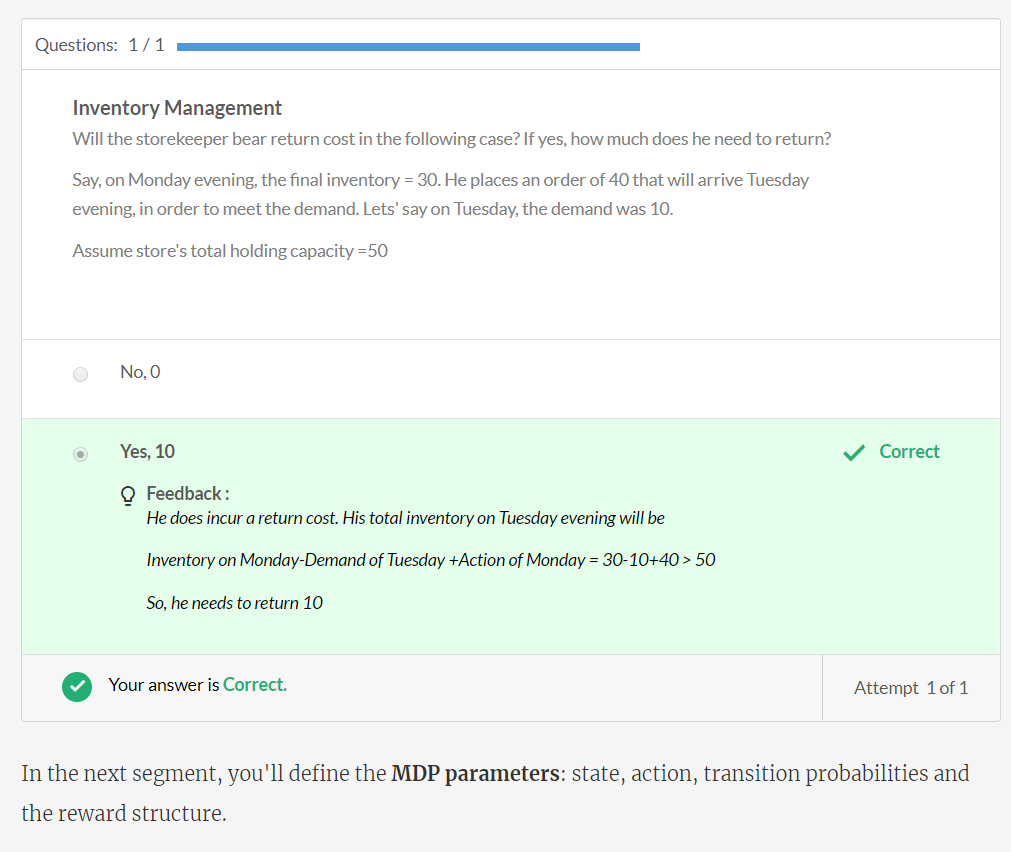 Questions: 1 / 1
Inventory Management
Will the storekeeper bear return cost in the following case? If yes, how much does he need to return?
Say, on Monday evening, the final inventory = 30. He places an order of 40 that will arrive Tuesday
evening, in order to meet the demand. Lets' say on Tuesday, the demand was 10.
Assume store's total holding capacity =50
No, 0
Yes, 10
Correct
Feedback :
He does incur a return cost. His total inventory on Tuesday evening will be
Inventory on Monday-Demand of Tuesday +Action of Monday = 30-10+40 > 50
So, he needs to return 10
Your answer is Correct.
Attempt 1 of 1
In the next segment, you'll define the MDP parameters: state, action, transition probabilities and
the reward structure.